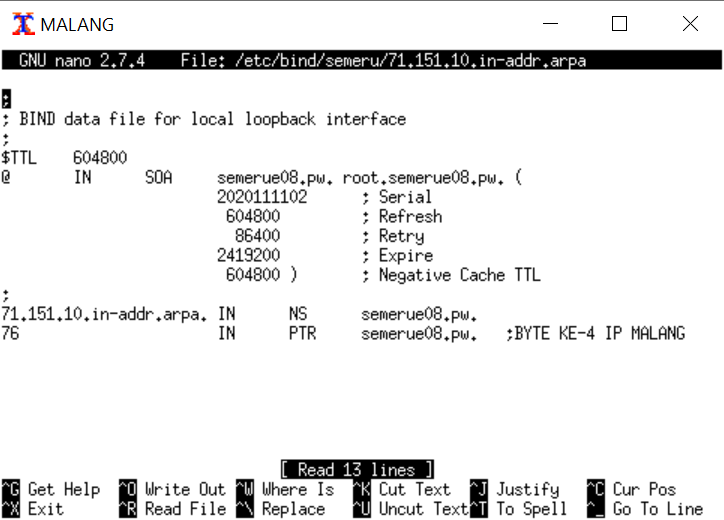 MALANG
GNU nano 2.7.4    File: /etc/bind/semeru/71.151.10.in-addr.arpa
;
; BIND data file for local loopback interface
;
$TTL    604800
@       IN      SOA     semerue08.pw. root.semerue08.pw. (
                        2020111102      ; Serial
                         604800         ; Refresh
                          86400         ; Retry
                        2419200         ; Expire
                         604800 )       ; Negative Cache TTL
;
71.151.10.in-addr.arpa. IN      NS      semerue08.pw.
76                      IN      PTR     semerue08.pw.   ;BYTE KE-4 IP MALANG
[ Read 13 lines ]
^G Get Help  ^O Write Out ^W Where Is  ^K Cut Text  ^J Justify   ^C Cur Pos
^X Exit      ^R Read File ^\ Replace   ^U Uncut Text^T To Spell  ^_ Go To Line